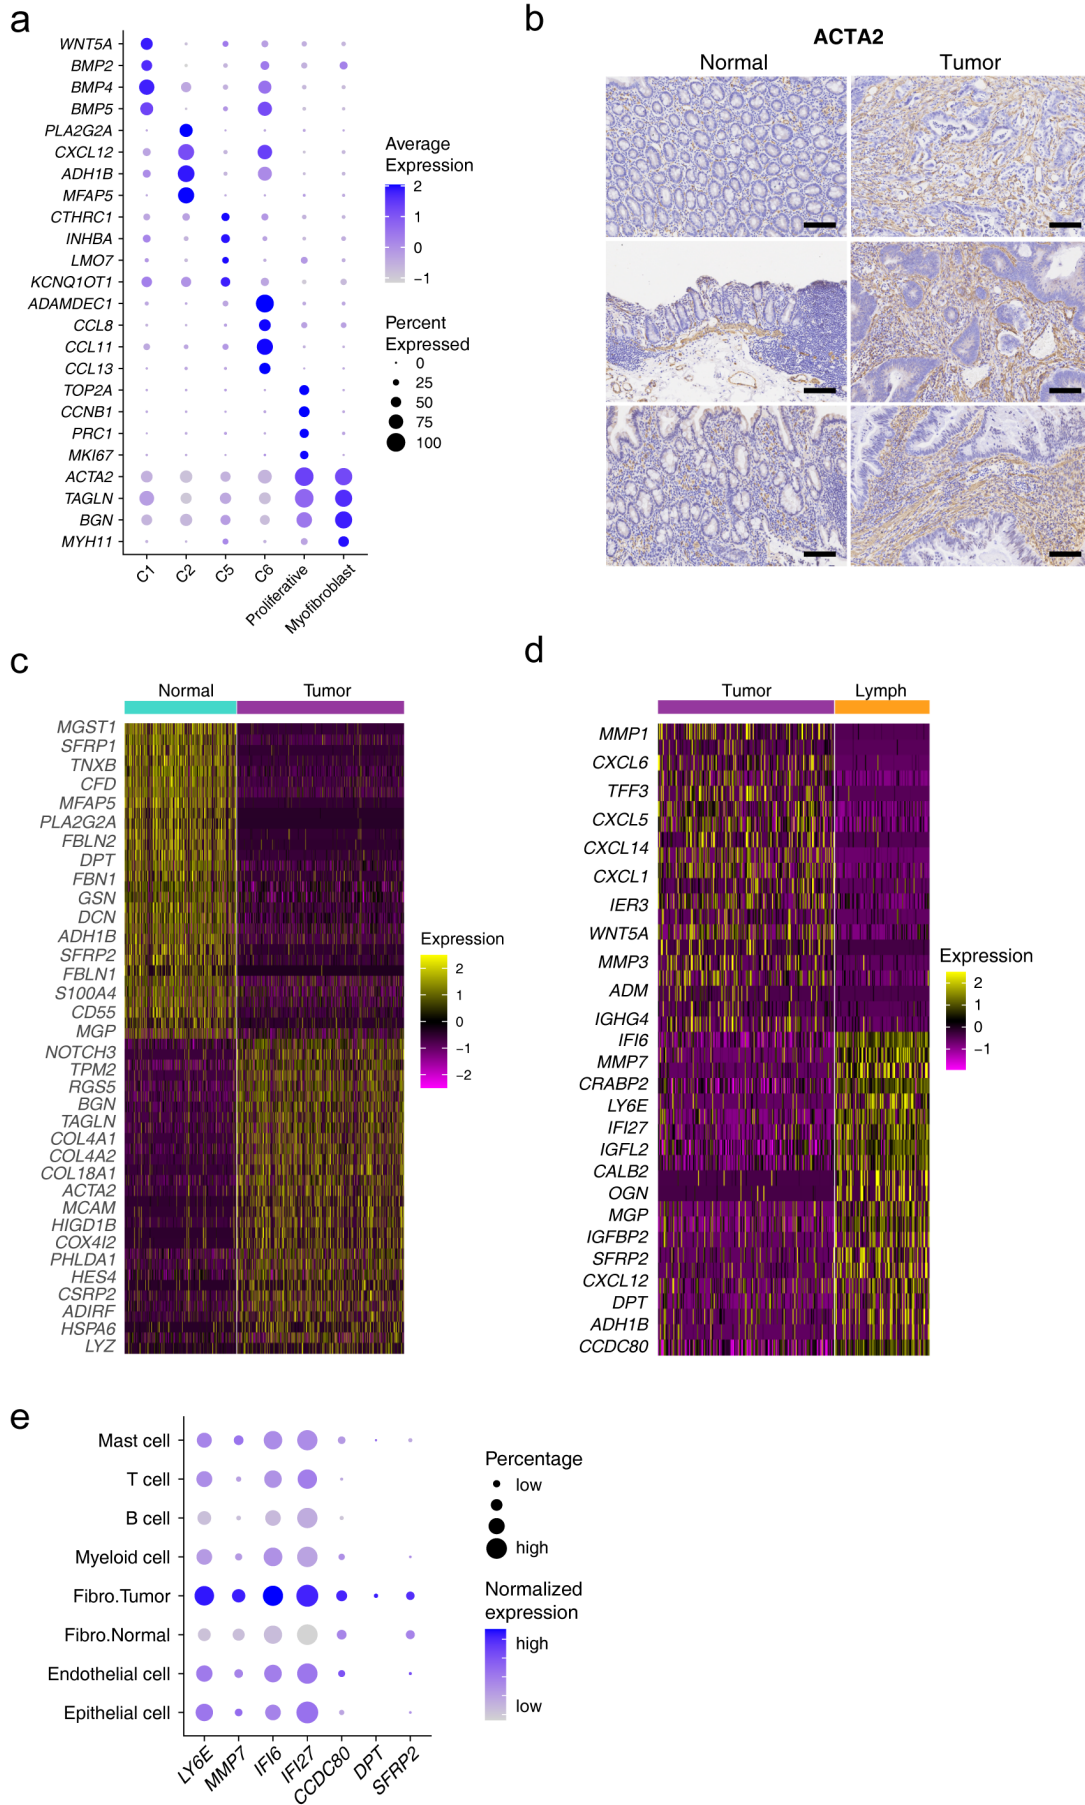 a
WNT5A
BMP2
BMP4
BMP5
PLA2G2A
CXCL12
ADH1B
MFAP5
CTHRC1
INHBA
LMO7
KCNQ1OT1
ADAMDEC1
CCL8
CCL11
CCL13
TOP2A
CCNB1
PRC1
MKI67
ACTA2
TAGLN
BGN
MYH11
C1
C2
C5
C6
Proliferative
Myofibroblast
Average
Expression
2
1
0
−1
Percent
Expressed
0
25
50
75
100
b
ACTA2
Normal
Tumor
c
Normal
Tumor
MGST1
SFRP1
TNXB
CFD
MFAP5
PLA2G2A
FBLN2
DPT
FBN1
GSN
DCN
ADH1B
SFRP2
FBLN1
S100A4
CD55
MGP
NOTCH3
TPM2
RGS5
BGN
TAGLN
COL4A1
COL4A2
COL18A1
ACTA2
MCAM
HIGD1B
COX4I2
PHLDA1
HES4
CSRP2
ADIRF
HSPA6
LYZ
Expression
2
1
0
−1
−2
d
Tumor
Lymph
MMP1
CXCL6
TFF3
CXCL5
CXCL14
CXCL1
IER3
WNT5A
MMP3
ADM
IGHG4
IFI6
MMP7
CRABP2
LY6E
IFI27
IGFL2
CALB2
OGN
MGP
IGFBP2
SFRP2
CXCL12
DPT
ADH1B
CCDC80
Expression
2
1
0
−1
e
Mast cell
T cell
B cell
Myeloid cell
Fibro.Tumor
Fibro.Normal
Endothelial cell
Epithelial cell
LY6E
MMP7
IFI6
IFI27
CCDC80
DPT
SFRP2
Percentage
low
high
Normalized
expression
high
low